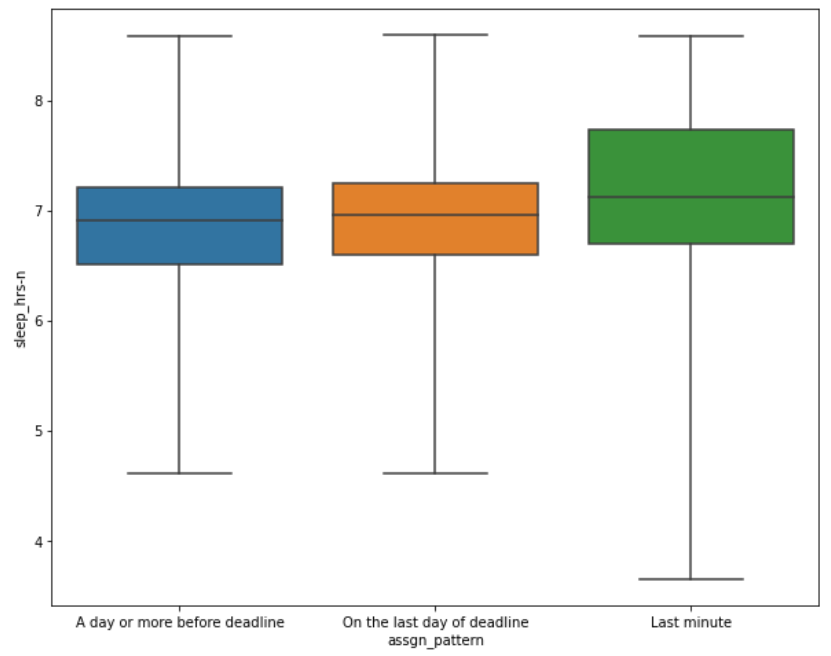 8
7
6
5
4
sleep_hrs-n
A day or more before deadline
On the last day of deadline
Last minute
assgn_pattern